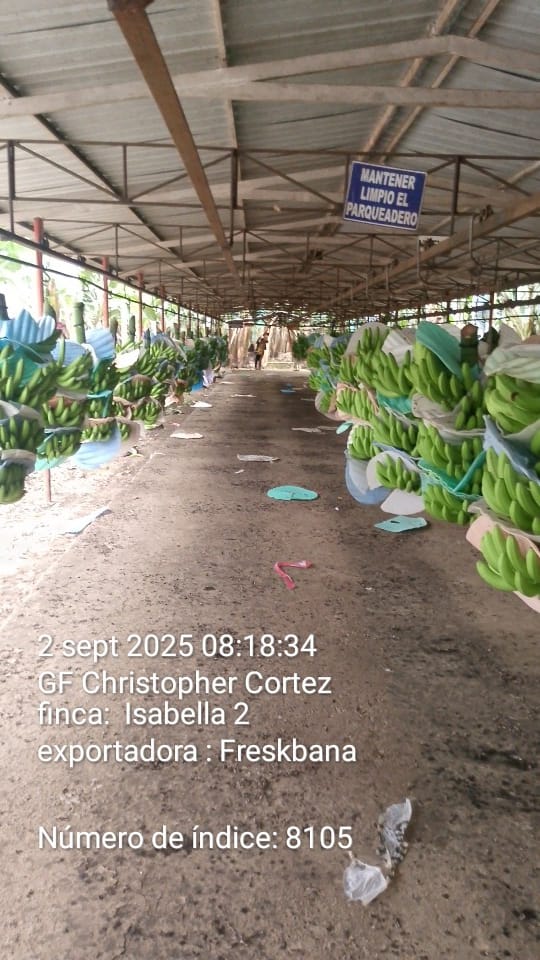 MANTENER
LIMPIO EL
PARQUEADERO
2 sept 2025 08:18:34
GF Christopher Cortez
finca:  Isabella 2
exportadora : Freskbana
Número de índice: 8105